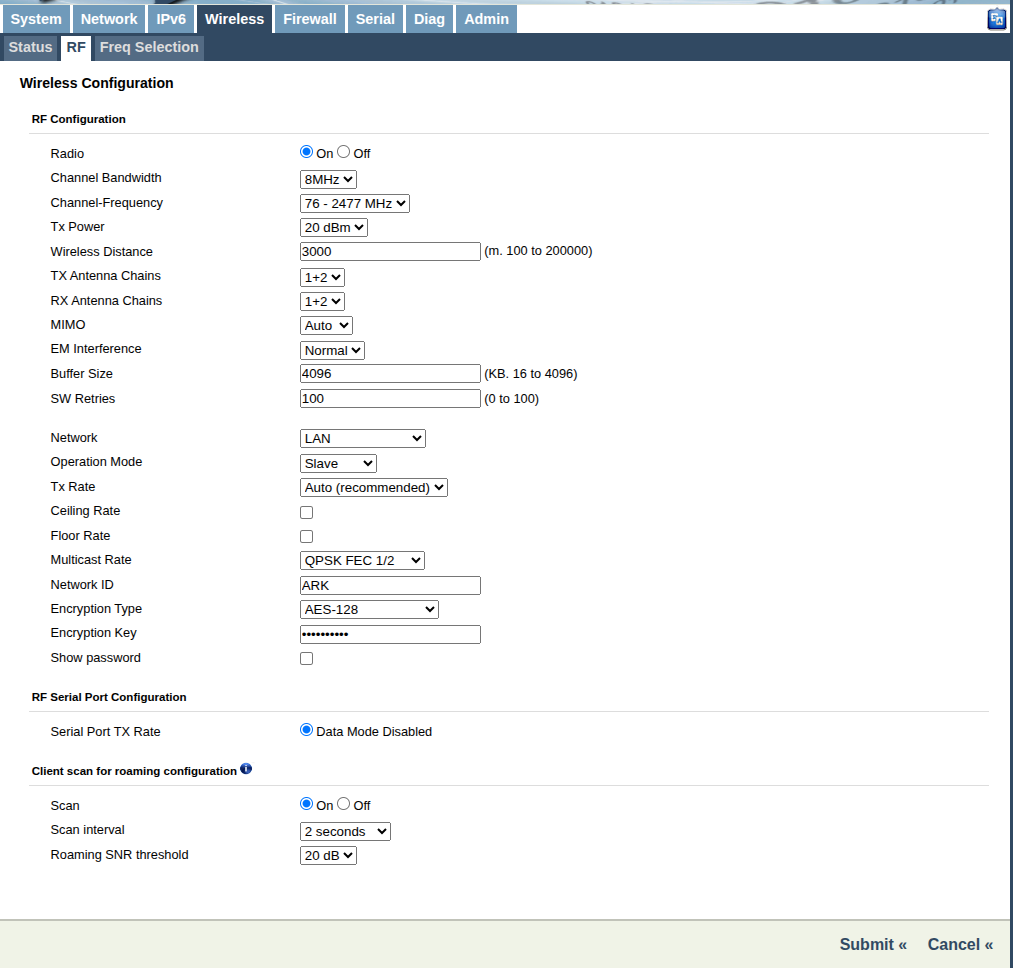 System Network IPv6 Wireless Firewall Serial Diag Admin
Status RF Freq Selection
Wireless Configuration
RF Configuration
Radio On Off
Channel Bandwidth 8MHz
Channel-Frequency 76 - 2477 MHz
Tx Power 20 dBm
Wireless Distance 3000 (m. 100 to 200000)
TX Antenna Chains 1+2
RX Antenna Chains 1+2
MIMO Auto
EM Interference Normal
Buffer Size 4096 (KB. 16 to 4096)
SW Retries 100 (0 to 100)
Network LAN
Operation Mode Slave
Tx Rate Auto (recommended)
Ceiling Rate
Floor Rate
Multicast Rate QPSK FEC 1/2
Network ID ARK
Encryption Type AES-128
Encryption Key ••••••••••
Show password
RF Serial Port Configuration
Serial Port TX Rate Data Mode Disabled
Client scan for roaming configuration
Scan On Off
Scan interval 2 seconds
Roaming SNR threshold 20 dB
Submit « Cancel «